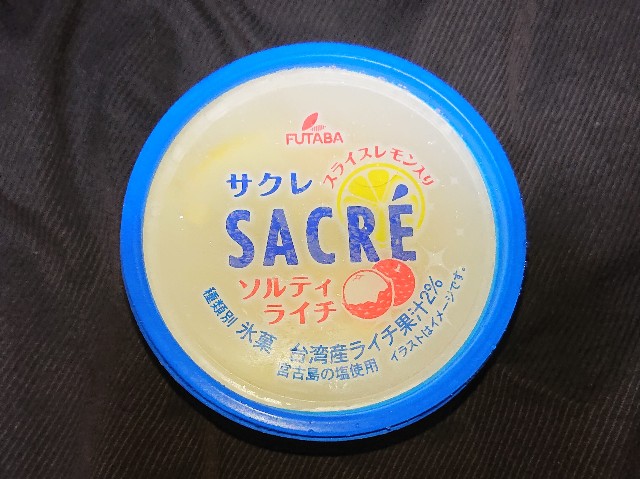 FUTABA
スライスレモン入り
サクレ
SACRÉ
ソルティ
ライチ
種類別 氷菓 台湾産ライチ果汁2%
宮古島の塩使用 イラストはイメージです。